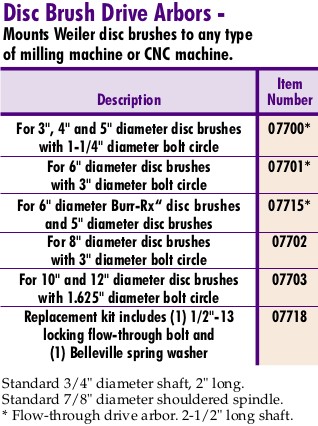 Disc Brush Drive Arbors -
Mounts Weiler disc brushes to any type
of milling machine or CNC machine.
Description
Item
Number
For 3", 4" and 5" diameter disc brushes
with 1-1/4" diameter bolt circle
07700*
For 6" diameter disc brushes
with 3" diameter bolt circle
07701*
For 6" diameter Burr-Rx“ disc brushes
and 5" diameter disc brushes
07715*
For 8" diameter disc brushes
with 3" diameter bolt circle
07702
For 10" and 12" diameter disc brushes
with 1.625" diameter bolt circle
07703
Replacement kit includes (1) 1/2"-13
locking flow-through bolt and
(1) Belleville spring washer
07718
Standard 3/4" diameter shaft, 2" long.
Standard 7/8" diameter shouldered spindle.
* Flow-through drive arbor. 2-1/2" long shaft.